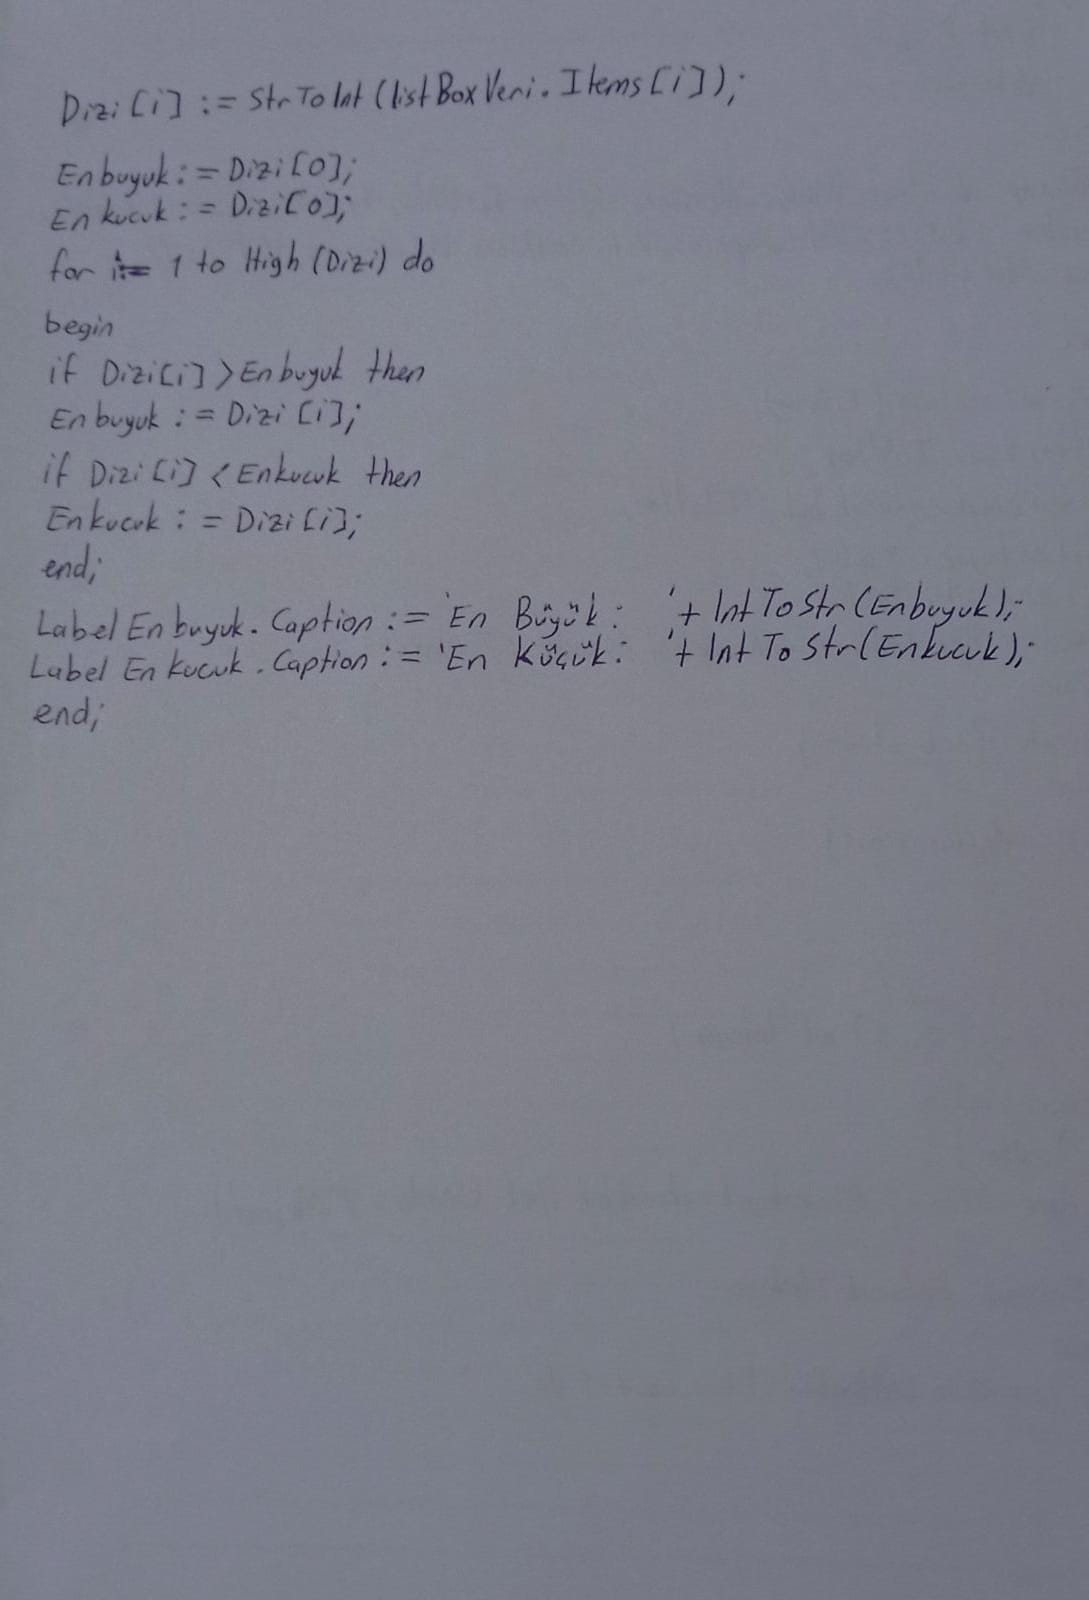 Dizi[i] := StrToInt(listBoxVeri.Items[i]);
Enbuyuk := Dizi[0];
Enkucuk := Dizi[0];
for i:= 1 to High(Dizi) do
begin
if Dizi[i] > Enbuyuk then
Enbuyuk := Dizi[i];
if Dizi[i] < Enkucuk then
Enkucuk := Dizi[i];
end;
LabelEnbuyuk.Caption := 'En Büyük: '+ IntToStr(Enbuyuk);
LabelEnkucuk.Caption := 'En Küçük: '+ IntToStr(Enkucuk);
end;